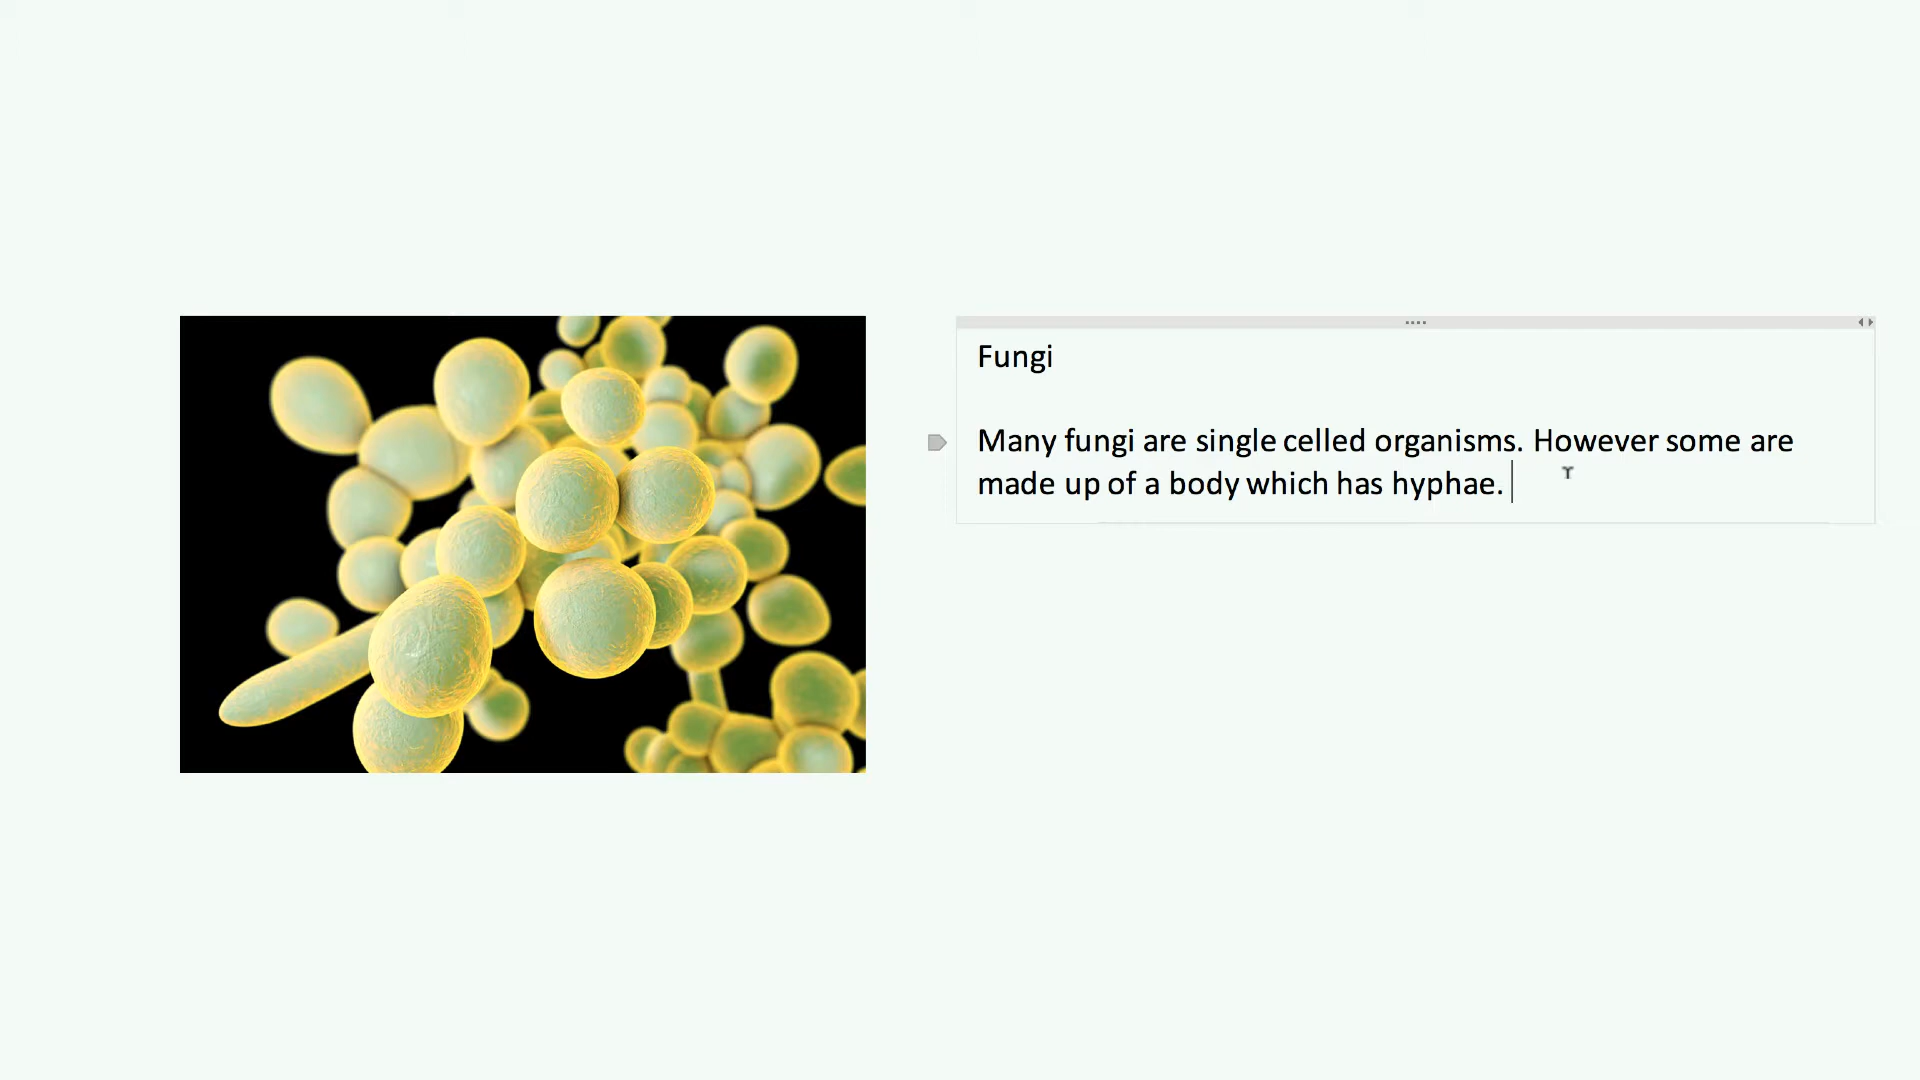 Fungi
Many fungi are single celled organisms. However some are
made up of a body which has hyphae.